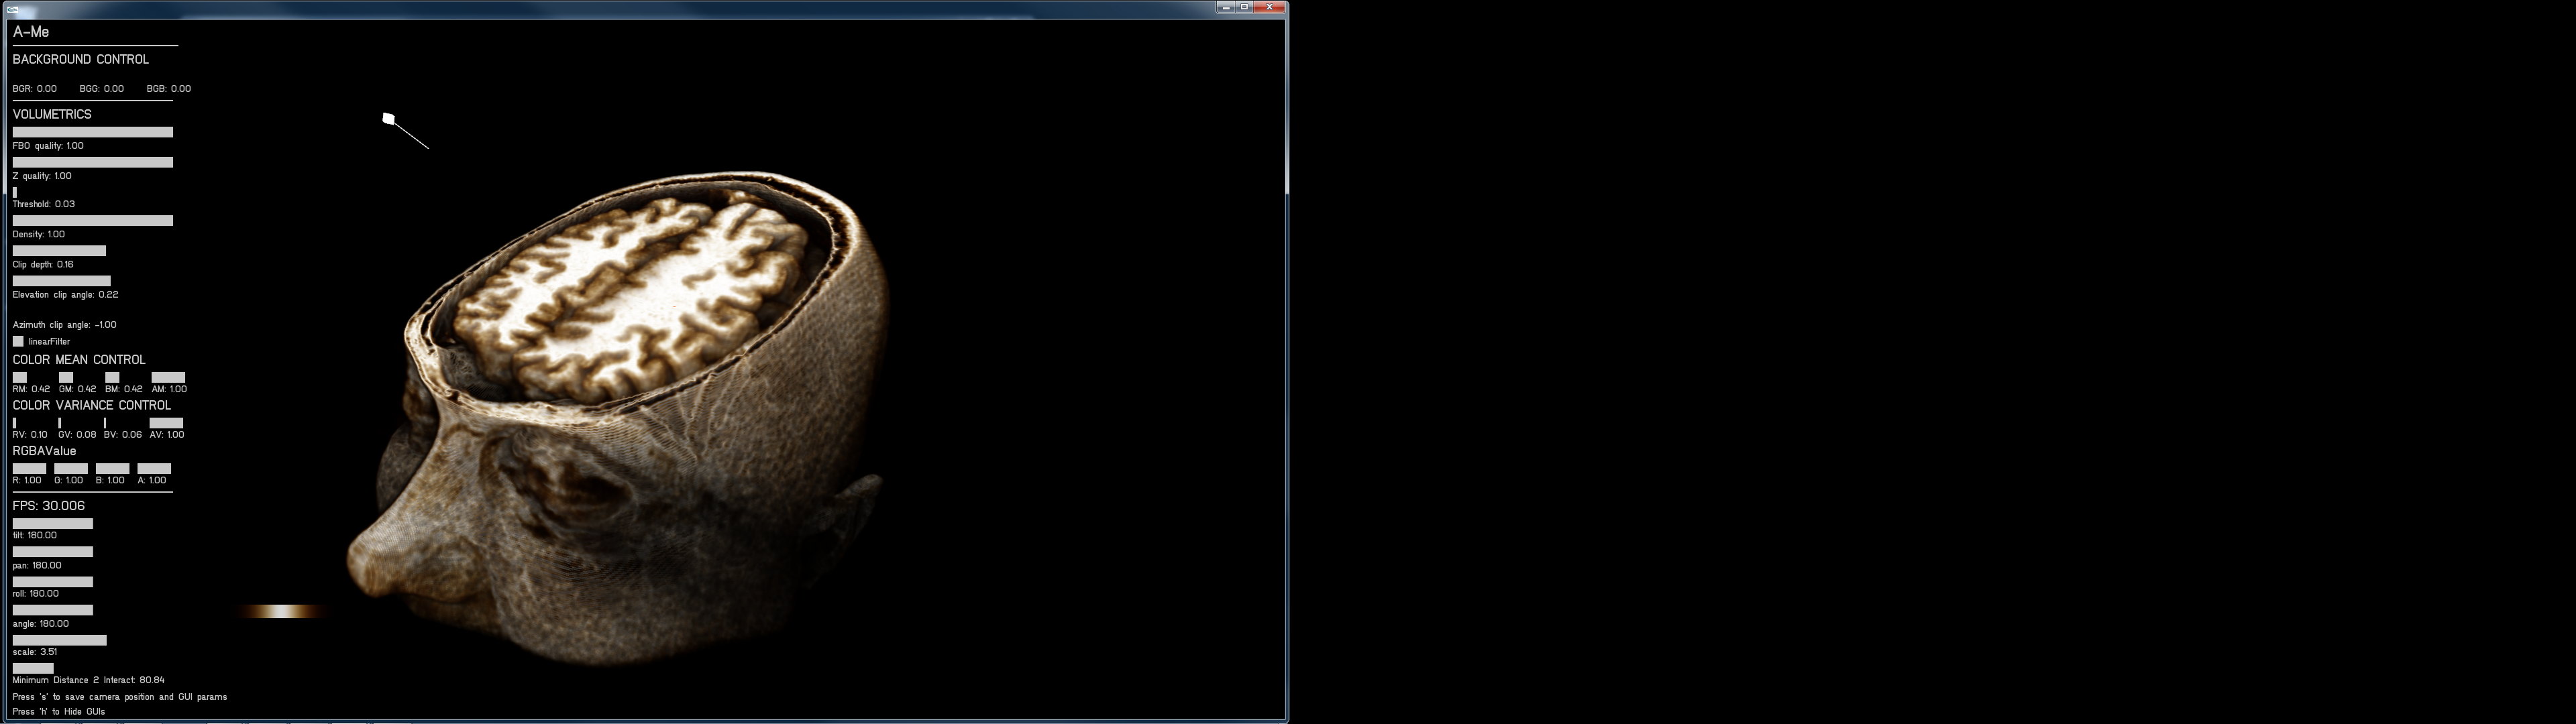 A-Me
BACKGROUND CONTROL
BGR: 0.00 BGG: 0.00 BGB: 0.00
VOLUMETRICS
FBO quality: 1.00
Z quality: 1.00
Threshold: 0.03
Density: 1.00
Clip depth: 0.16
Elevation clip angle: 0.22
Azimuth clip angle: -1.00
linearFilter
COLOR MEAN CONTROL
RM: 0.42 GM: 0.42 BM: 0.42 AM: 1.00
COLOR VARIANCE CONTROL
RV: 0.10 GV: 0.08 BV: 0.06 AV: 1.00
RGBAValue
R: 1.00 G: 1.00 B: 1.00 A: 1.00
FPS: 30.006
tilt: 180.00
pan: 180.00
roll: 180.00
angle: 180.00
scale: 3.51
Minimum Distance 2 Interact: 80.84
Press 's' to save camera position and GUI params
Press 'h' to Hide GUIs